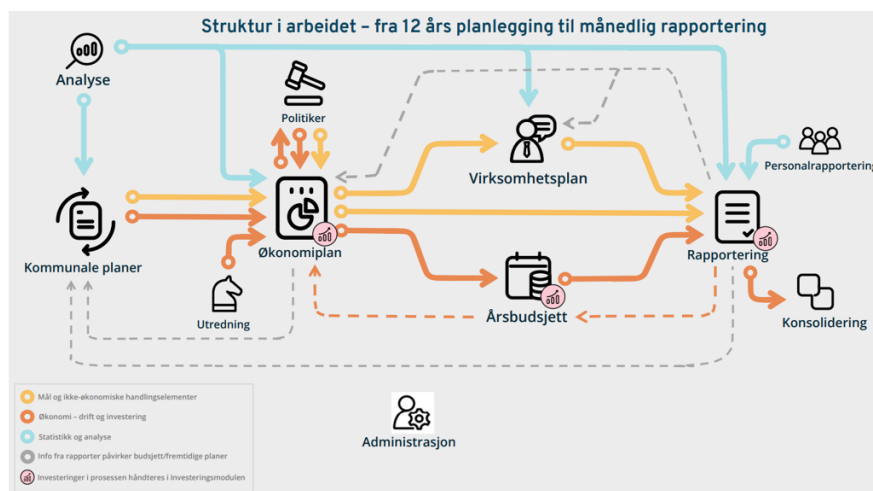 Struktur i arbeidet – fra 12 års planlegging til månedlig rapportering
Analyse
Politiker
Virksomhetsplan
Personalrapportering
Kommunale planer
Økonomiplan
Rapportering
Utredning
Årsbudsjett
Konsolidering
Administrasjon
Mål og ikke-økonomiske handlingselementer
Økonomi – drift og investering
Statistikk og analyse
Info fra rapporter påvirker budsjett/fremtidige planer
Investeringer i prosessen håndteres i Investeringsmodulen